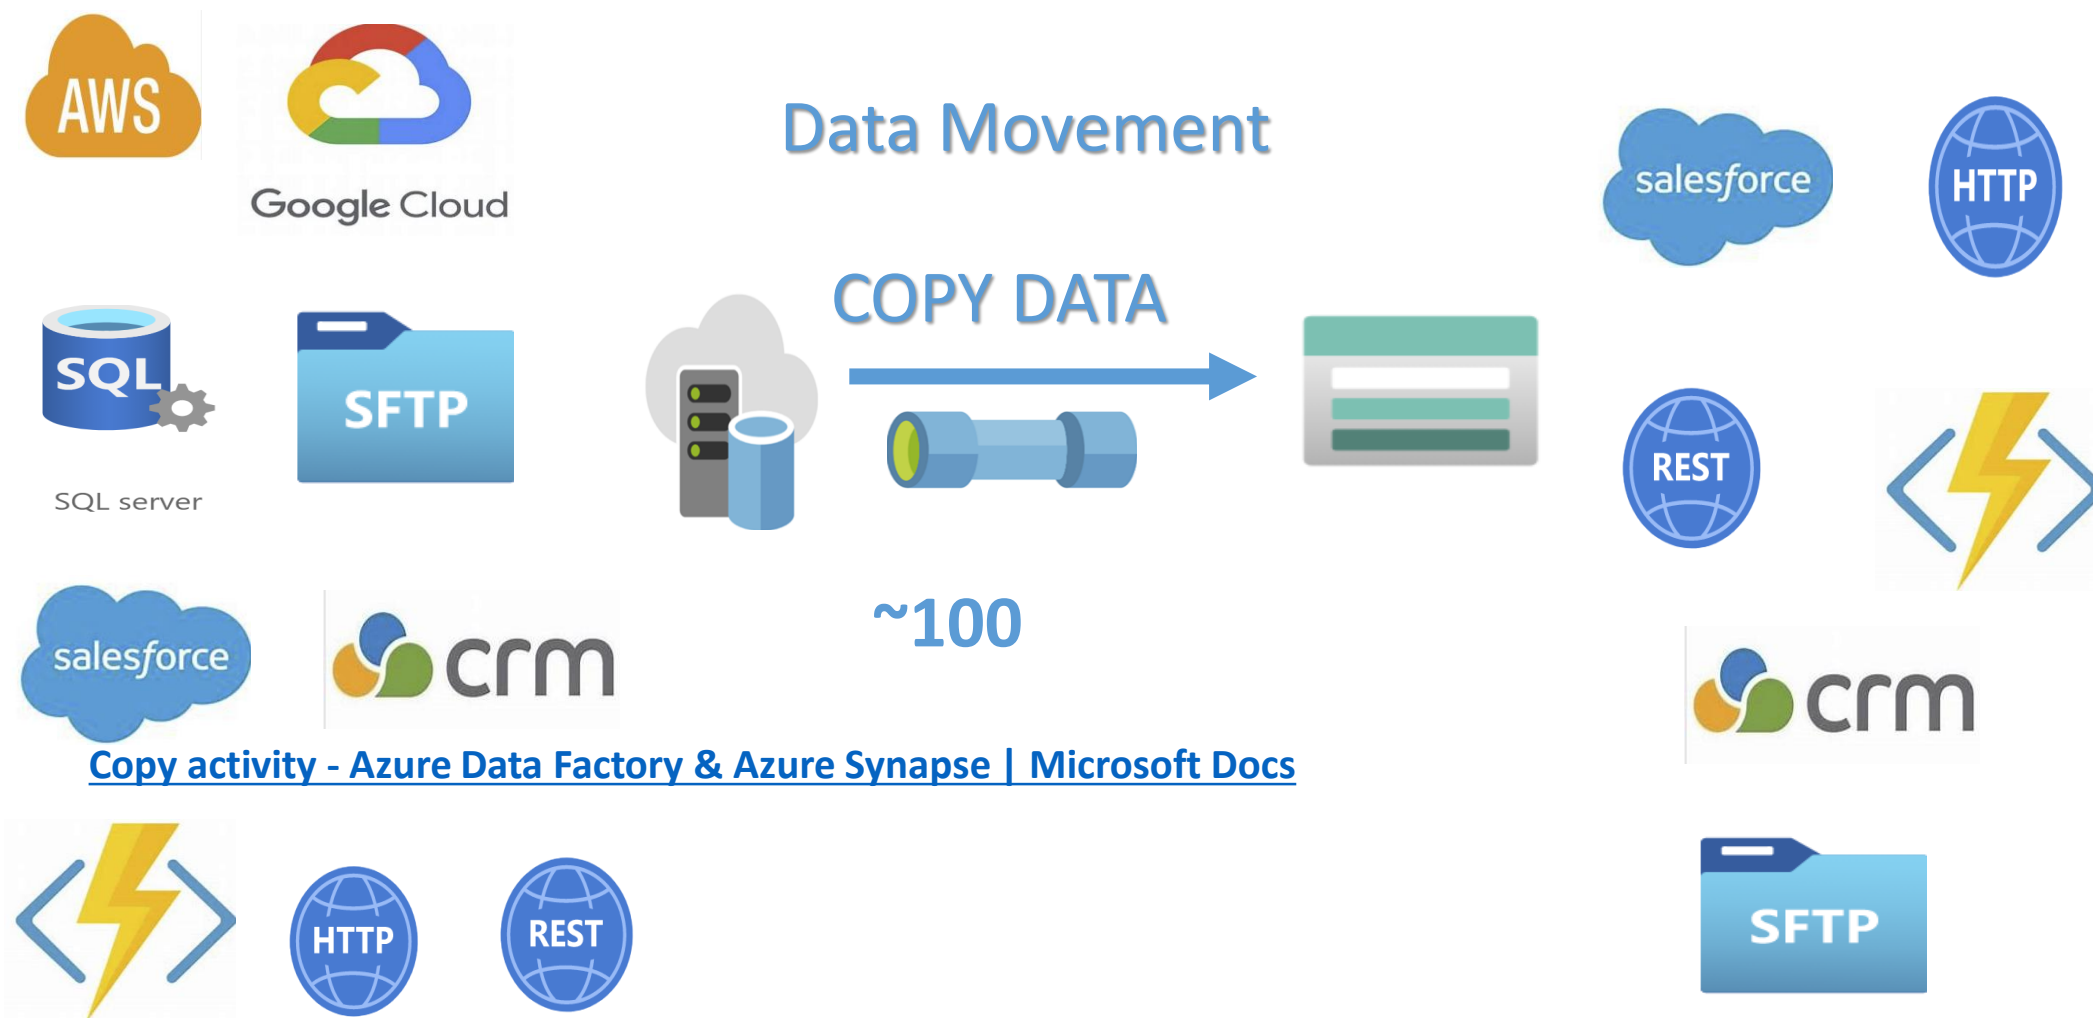 AWS
Google Cloud
Data Movement
salesforce
HTTP
COPY DATA
SQL
SFTP
SQL server
REST
~100
salesforce
crm
crm
Copy activity - Azure Data Factory & Azure Synapse | Microsoft Docs
HTTP
REST
SFTP